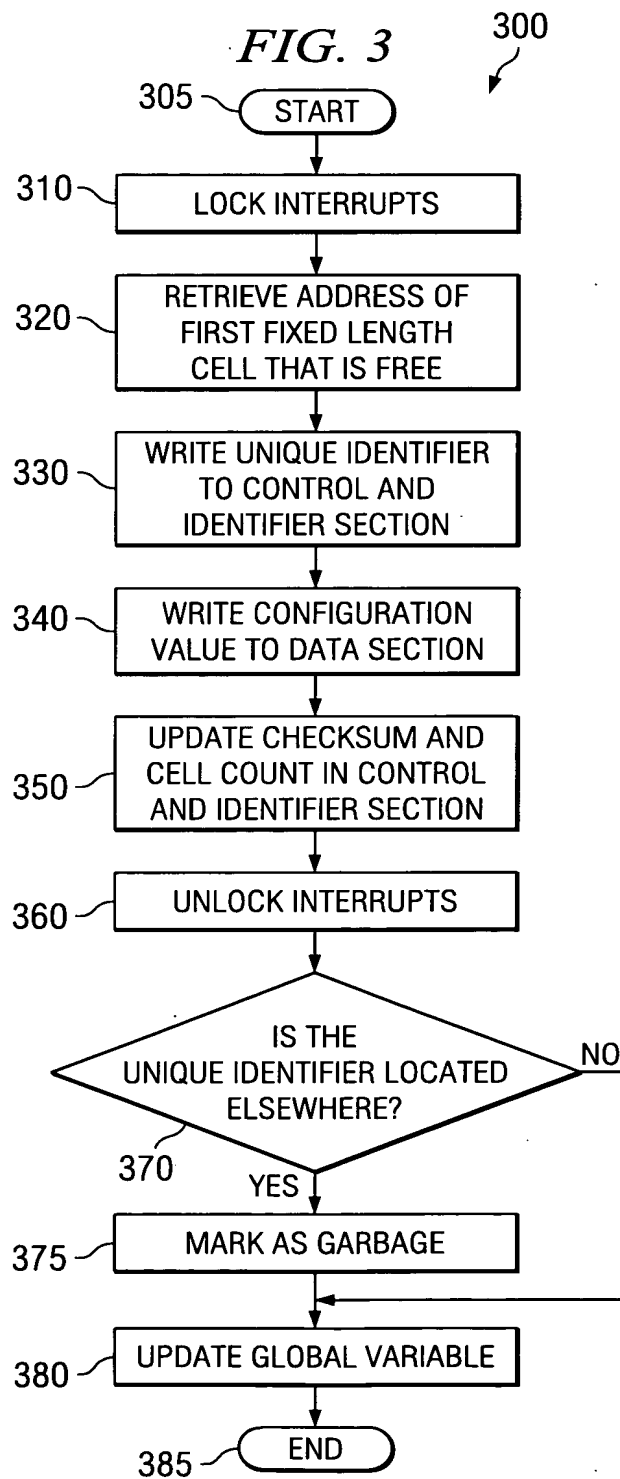 FIG. 3
300
305
START
310
LOCK INTERRUPTS
320
RETRIEVE ADDRESS OF
FIRST FIXED LENGTH
CELL THAT IS FREE
330
WRITE UNIQUE IDENTIFIER
TO CONTROL AND
IDENTIFIER SECTION
340
WRITE CONFIGURATION
VALUE TO DATA SECTION
350
UPDATE CHECKSUM AND
CELL COUNT IN CONTROL
AND IDENTIFIER SECTION
360
UNLOCK INTERRUPTS
IS THE
UNIQUE IDENTIFIER LOCATED
ELSEWHERE?
NO
370
YES
375
MARK AS GARBAGE
380
UPDATE GLOBAL VARIABLE
385
END